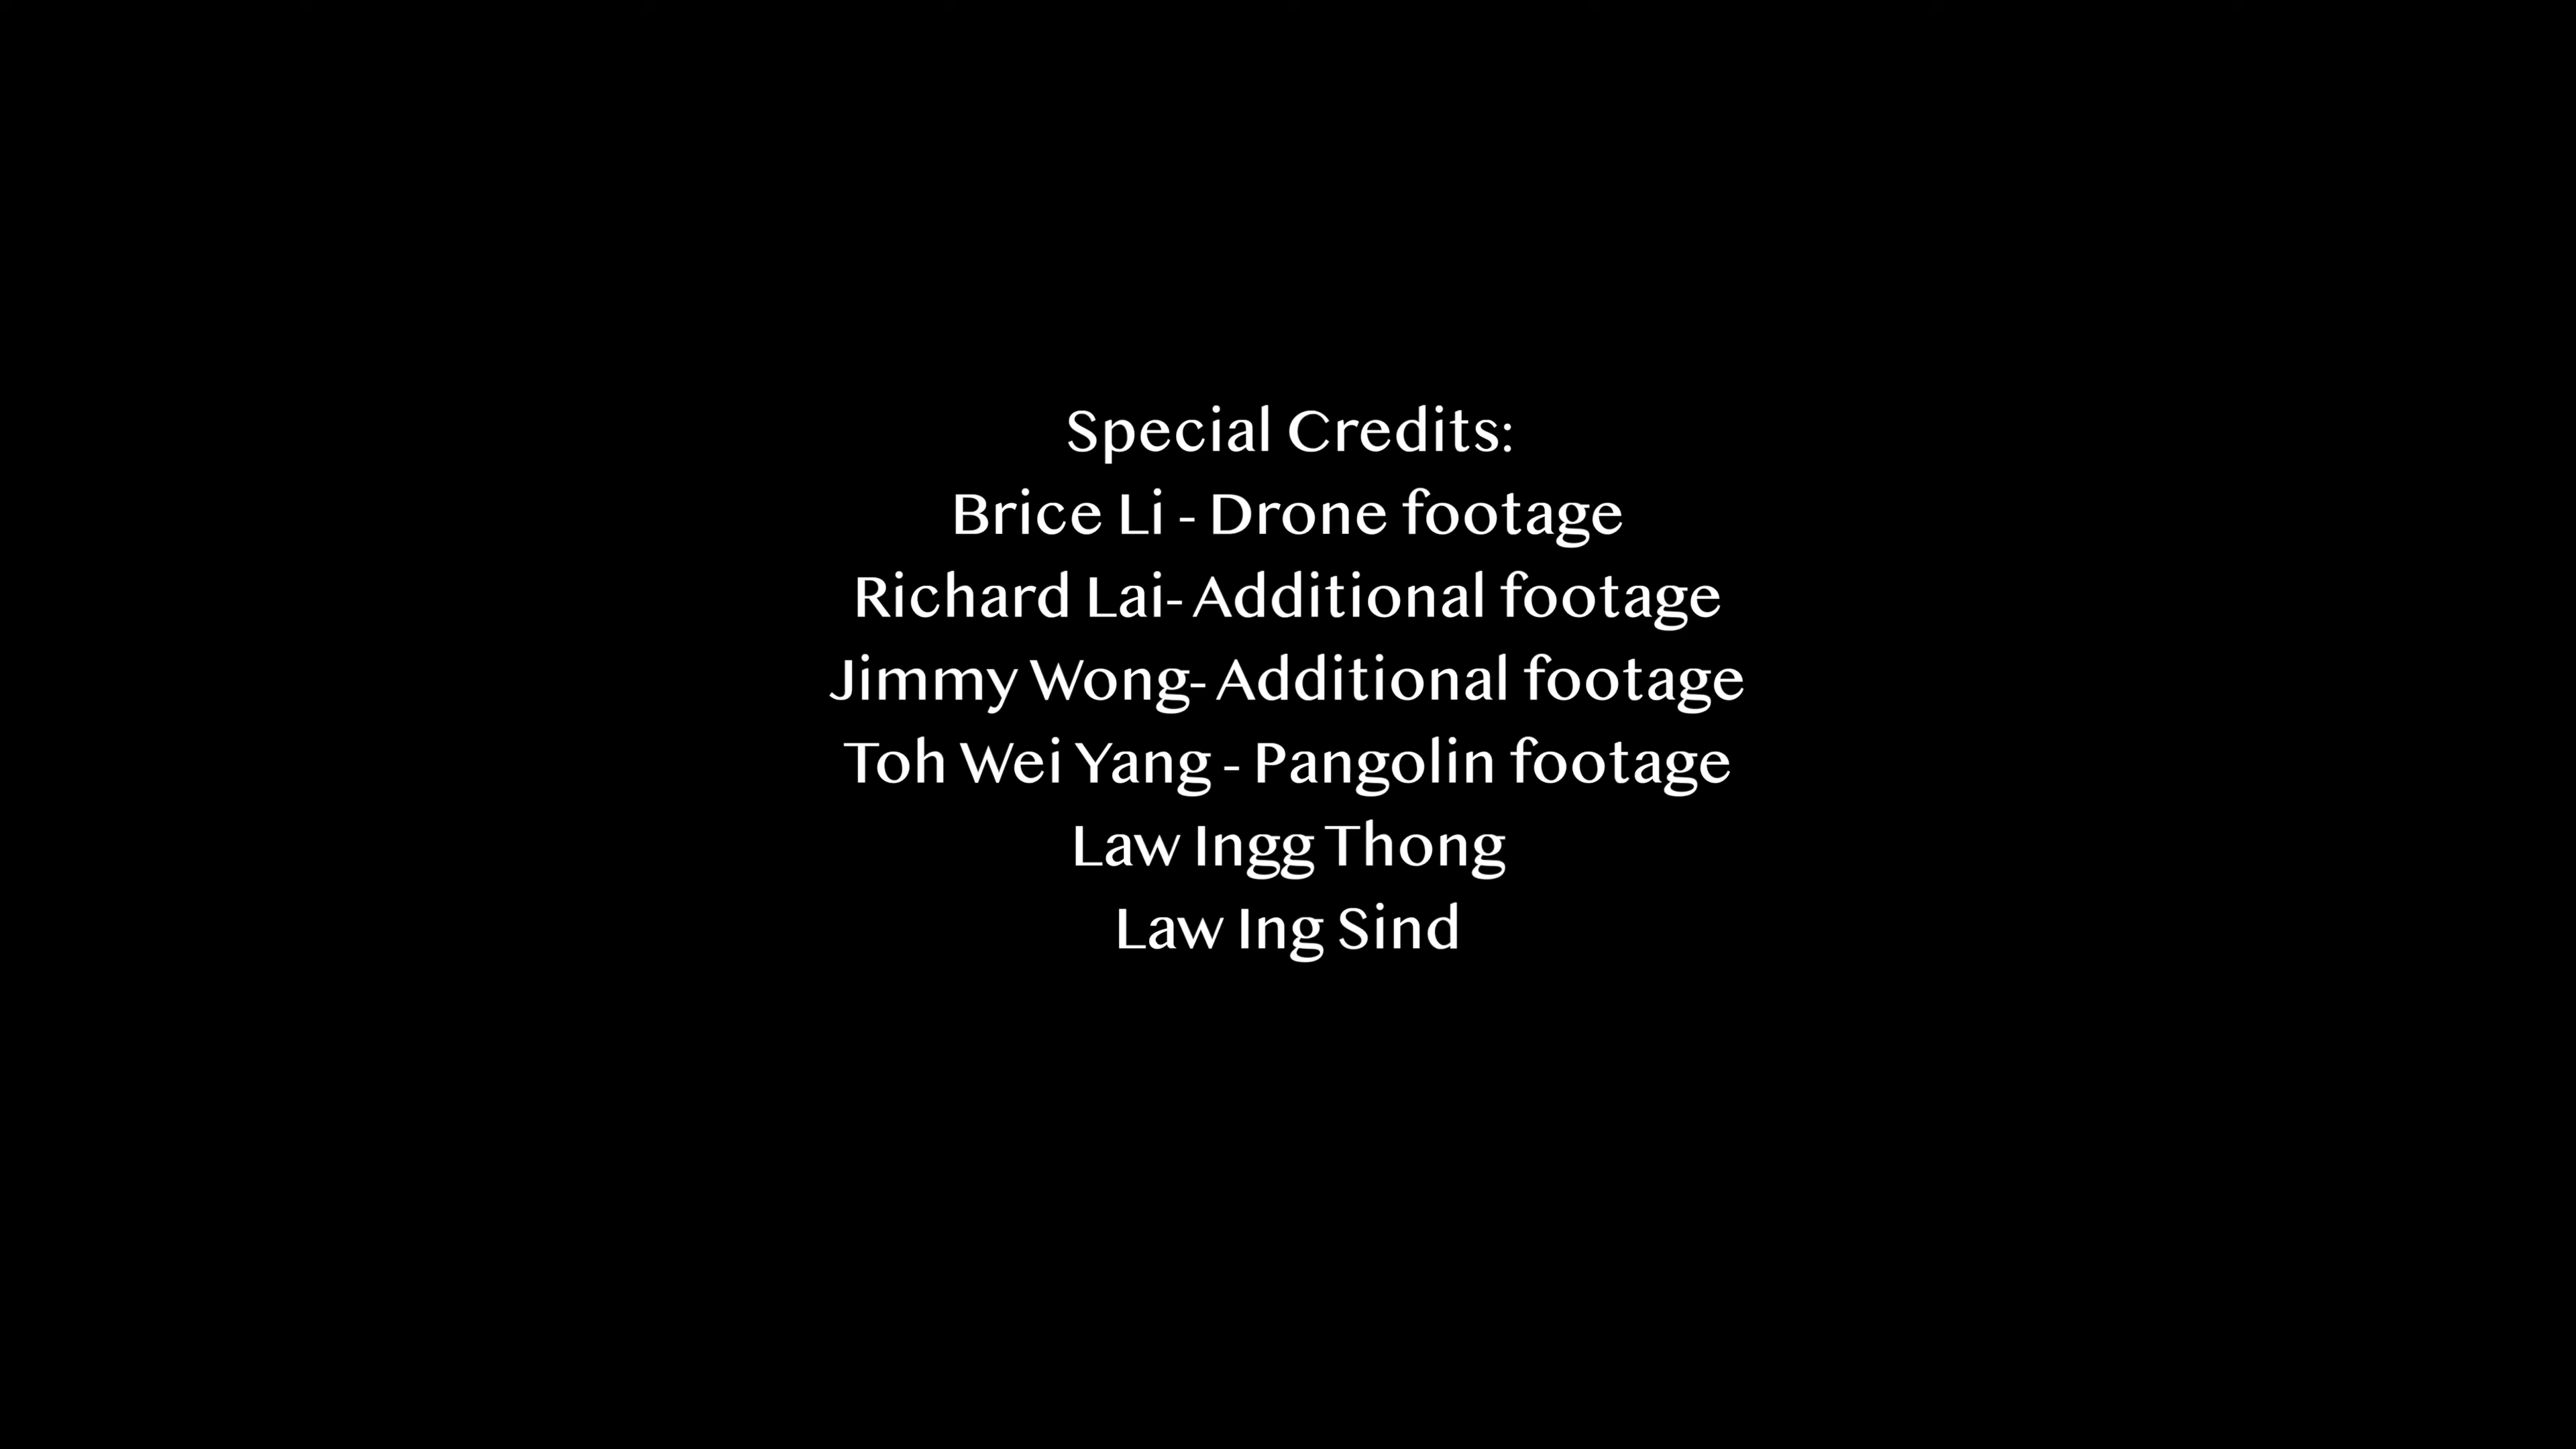 Special Credits:
Brice Li - Drone footage
Richard Lai- Additional footage
Jimmy Wong- Additional footage
Toh Wei Yang - Pangolin footage
Law Ingg Thong
Law Ing Sind